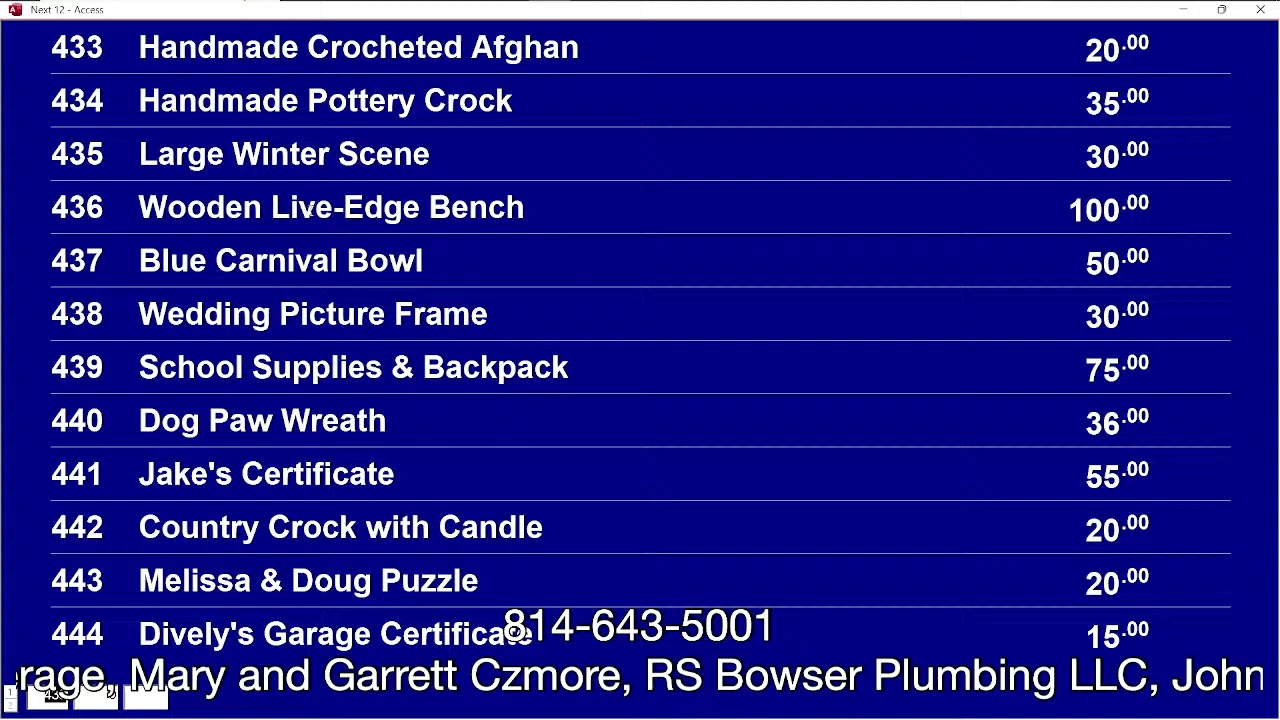 Next 12 - Access
433 Handmade Crocheted Afghan 20.00
434 Handmade Pottery Crock 35.00
435 Large Winter Scene 30.00
436 Wooden Live-Edge Bench 100.00
437 Blue Carnival Bowl 50.00
438 Wedding Picture Frame 30.00
439 School Supplies & Backpack 75.00
440 Dog Paw Wreath 36.00
441 Jake's Certificate 55.00
442 Country Crock with Candle 20.00
443 Melissa & Doug Puzzle 20.00
444 Dively's Garage Certificate 15.00
814-643-5001
rage, Mary and Garrett Czmore, RS Bowser Plumbing LLC, John